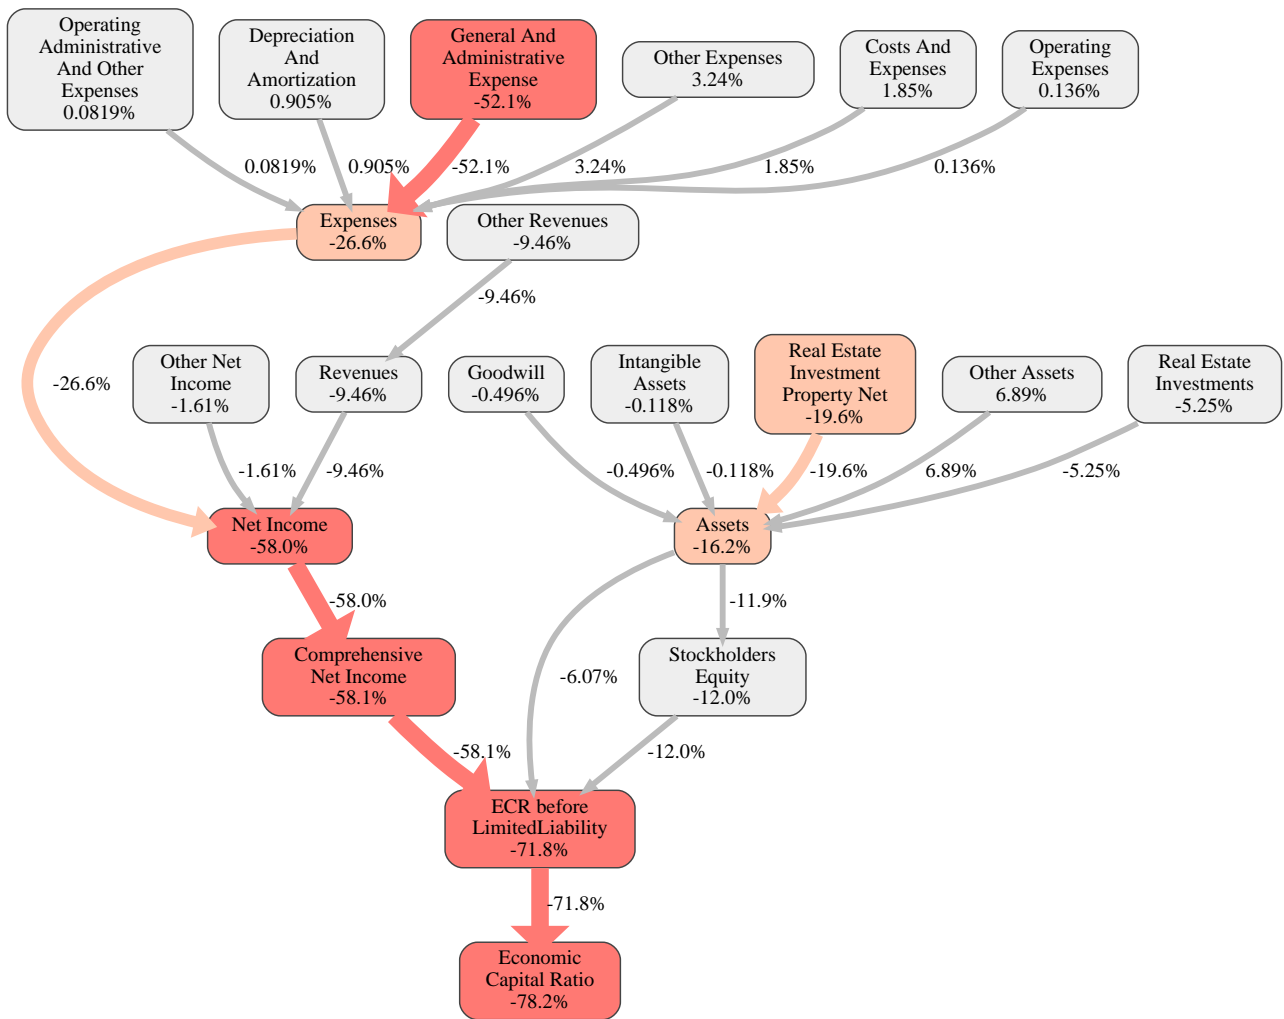 Operating
Administrative
And Other
Expenses
0.0819%
Depreciation
And
Amortization
0.905%
General And
Administrative
Expense
-52.1%
Other Expenses
3.24%
Costs And
Expenses
1.85%
Operating
Expenses
0.136%
0.0819%
0.905%
-52.1%
3.24%
1.85%
0.136%
Expenses
-26.6%
Other Revenues
-9.46%
-9.46%
-26.6%
Other Net
Income
-1.61%
Revenues
-9.46%
Goodwill
-0.496%
Intangible
Assets
-0.118%
Real Estate
Investment
Property Net
-19.6%
Other Assets
6.89%
Real Estate
Investments
-5.25%
-1.61%
-9.46%
-0.496%
-0.118%
-19.6%
6.89%
-5.25%
Net Income
-58.0%
Assets
-16.2%
-58.0%
-11.9%
Comprehensive
Net Income
-58.1%
-6.07%
Stockholders
Equity
-12.0%
-58.1%
-12.0%
ECR before
LimitedLiability
-71.8%
-71.8%
Economic
Capital Ratio
-78.2%